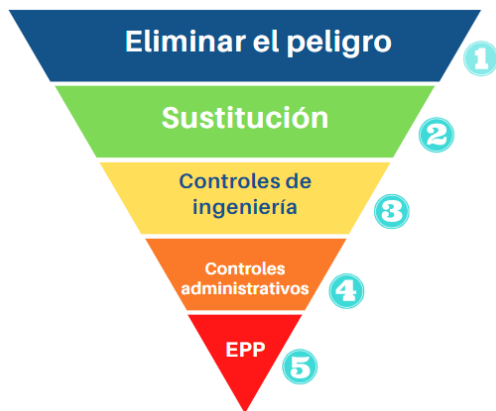 Eliminar el peligro
1
Sustitución
2
Controles de
ingeniería
3
Controles
administrativos
4
EPP
5